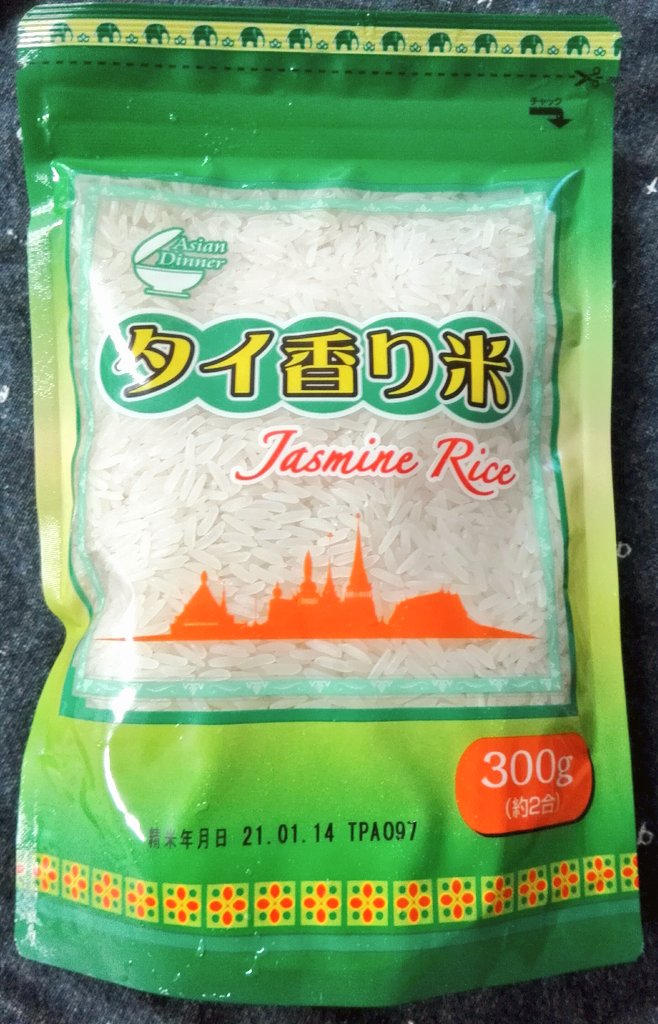 チャック
Asian
Dinner
タイ香り米
Jasmine Rice
300g
(約2合)
精米年月日 21.01.14 TPA097